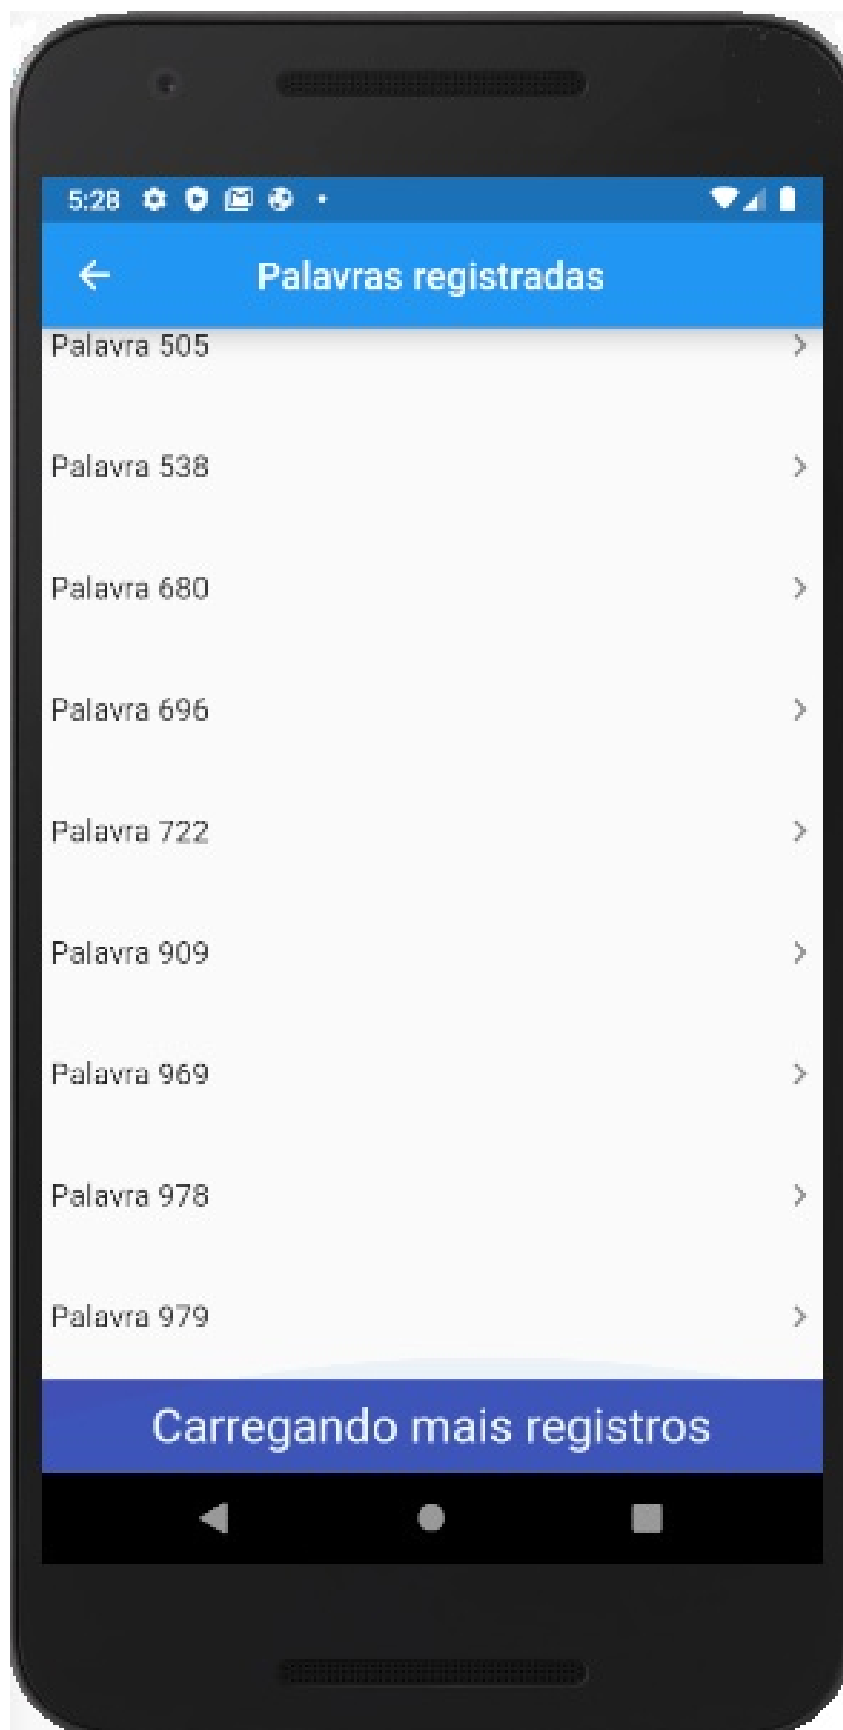 5:28
Palavras registradas
Palavra 505
Palavra 538
Palavra 680
Palavra 696
Palavra 722
Palavra 909
Palavra 969
Palavra 978
Palavra 979
Carregando mais registros